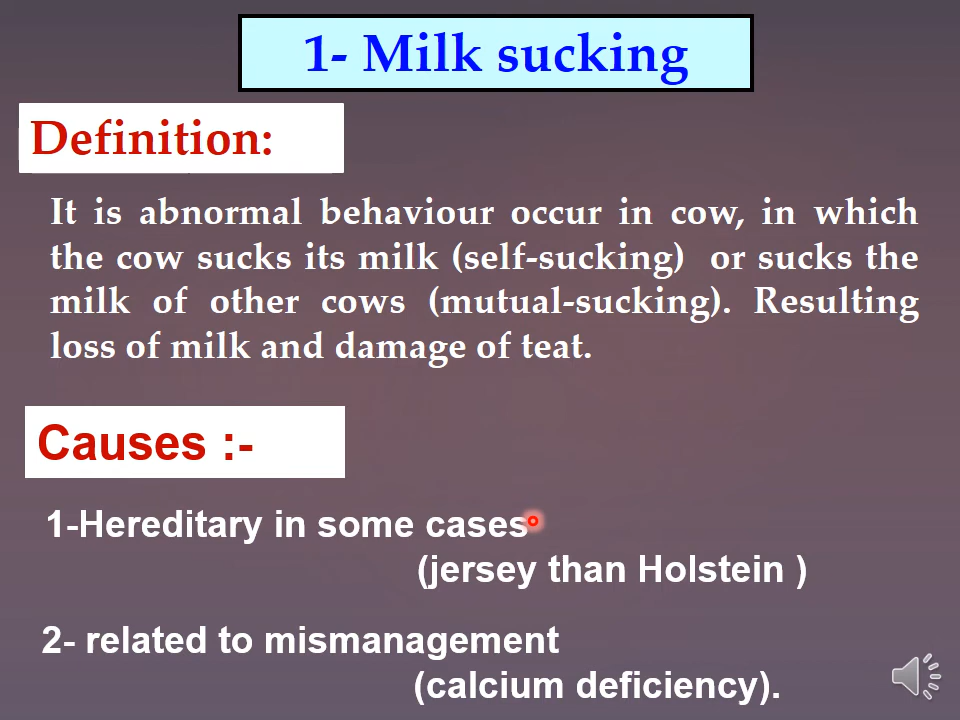 1- Milk sucking
Definition:
It is abnormal behaviour occur in cow, in which
the cow sucks its milk (self-sucking) or sucks the
milk of other cows (mutual-sucking). Resulting
loss of milk and damage of teat.
Causes :-
1-Hereditary in some cases
(jersey than Holstein )
2- related to mismanagement
(calcium deficiency).